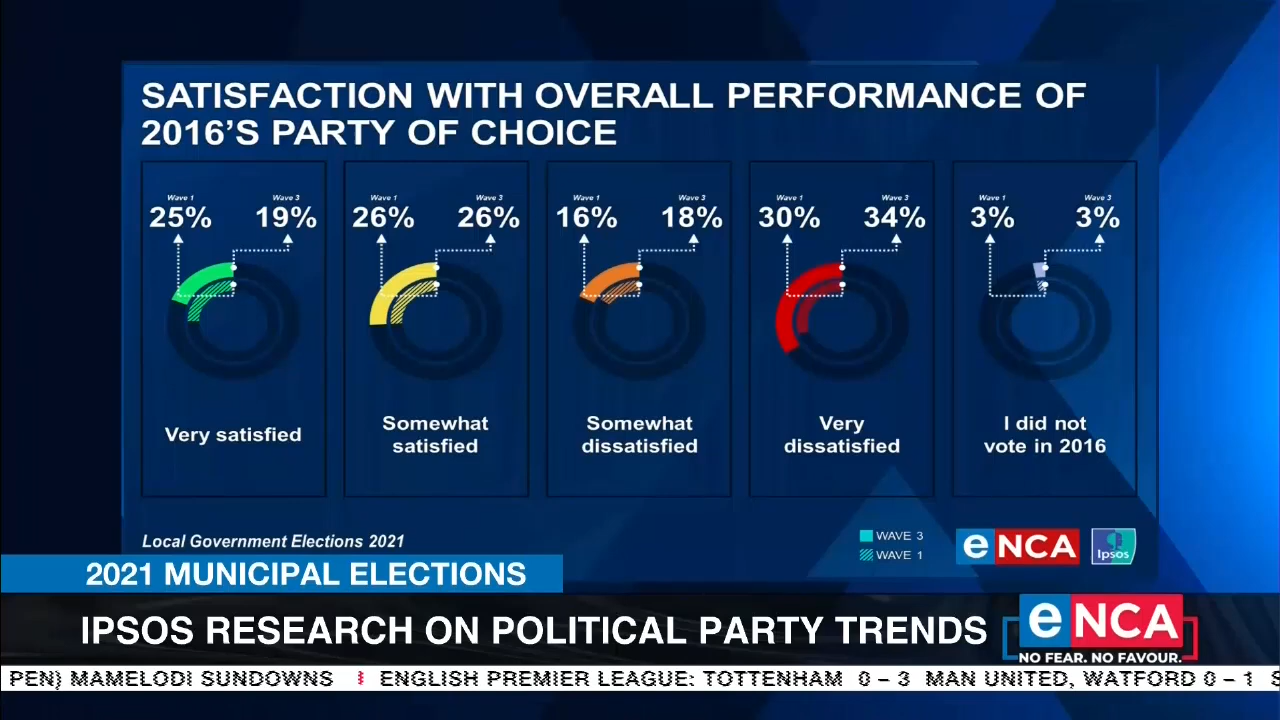 SATISFACTION WITH OVERALL PERFORMANCE OF
2016'S PARTY OF CHOICE
Wave 1 Wave 3
25% 19%
Very satisfied
Wave 1 Wave 3
26% 26%
Somewhat
satisfied
Wave 1 Wave 3
16% 18%
Somewhat
dissatisfied
Wave 1 Wave 3
30% 34%
Very
dissatisfied
Wave 1 Wave 3
3% 3%
I did not
vote in 2016
Local Government Elections 2021
WAVE 3
WAVE 1
eNCA
Ipsos
2021 MUNICIPAL ELECTIONS
IPSOS RESEARCH ON POLITICAL PARTY TRENDS
eNCA
NO FEAR. NO FAVOUR.
PEN) MAMELODI SUNDOWNS ENGLISH PREMIER LEAGUE: TOTTENHAM 0 – 3 MAN UNITED, WATFORD 0 – 1 S